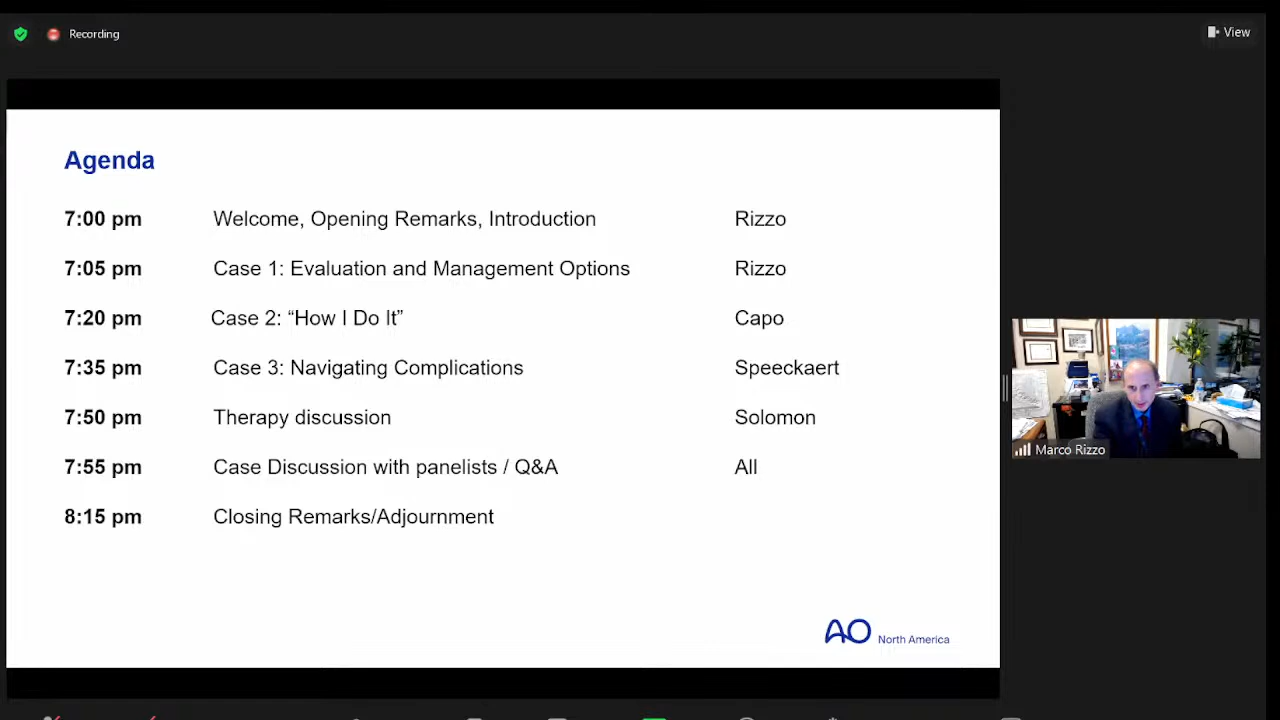 Recording
View
Agenda
7:00 pm Welcome, Opening Remarks, Introduction Rizzo
7:05 pm Case 1: Evaluation and Management Options Rizzo
7:20 pm Case 2: “How I Do It” Capo
7:35 pm Case 3: Navigating Complications Speeckaert
7:50 pm Therapy discussion Solomon
7:55 pm Case Discussion with panelists / Q&A All
8:15 pm Closing Remarks/Adjournment
Marco Rizzo
AO North America